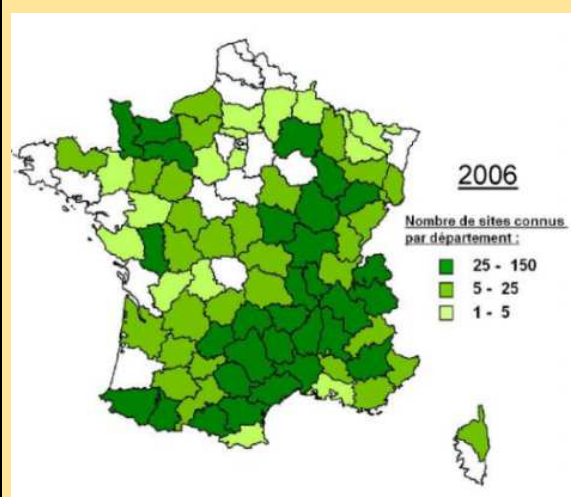 2006
Nombre de sites connus
par département :
25 - 150
5 - 25
1 - 5